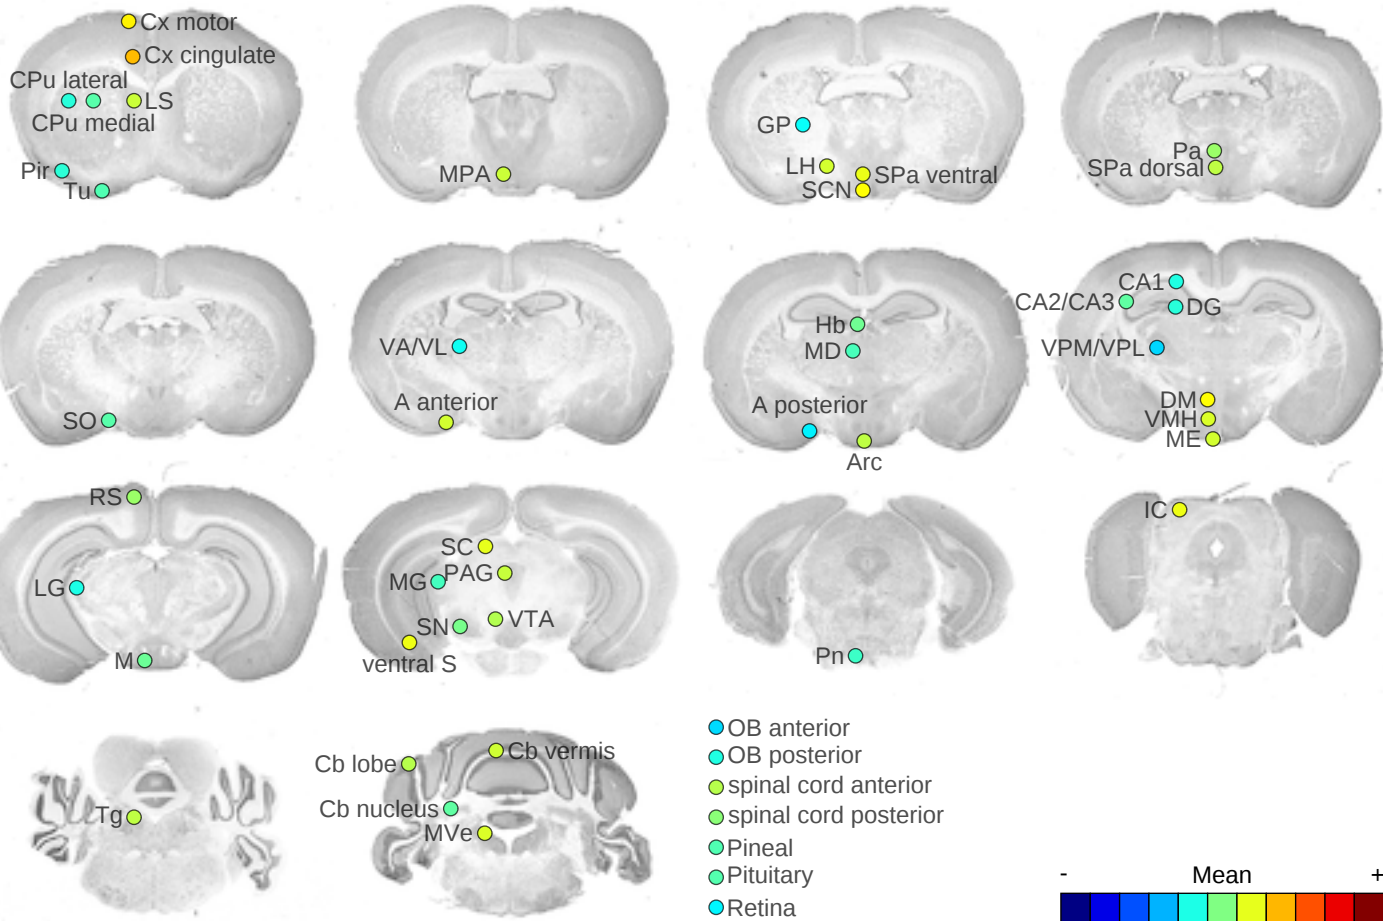 Cx motor
Cx cingulate
CPu lateral
LS
CPu medial
Pir
Tu
MPA
GP
LH
SPa ventral
SCN
Pa
SPa dorsal
SO
VA/VL
A anterior
Hb
MD
A posterior
Arc
CA1
CA2/CA3
DG
VPM/VPL
DM
VMH
ME
RS
LG
M
SC
PAG
MG
VTA
SN
ventral S
Pn
IC
Tg
Cb vermis
Cb lobe
Cb nucleus
MVe
OB anterior
OB posterior
spinal cord anterior
spinal cord posterior
Pineal
Pituitary
Retina
- Mean +